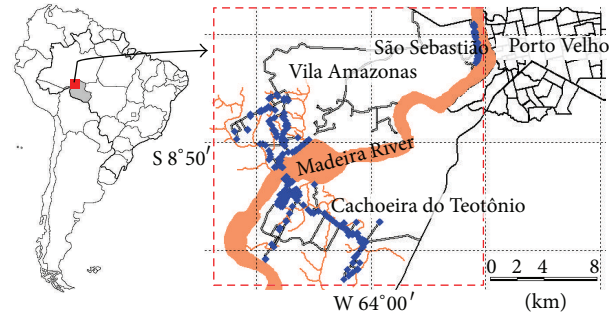 São Sebastião
Porto Velho
Vila Amazonas
S 8°50′
Madeira River
Cachoeira do Teotônio
0 2 4 8
W 64°00′
(km)